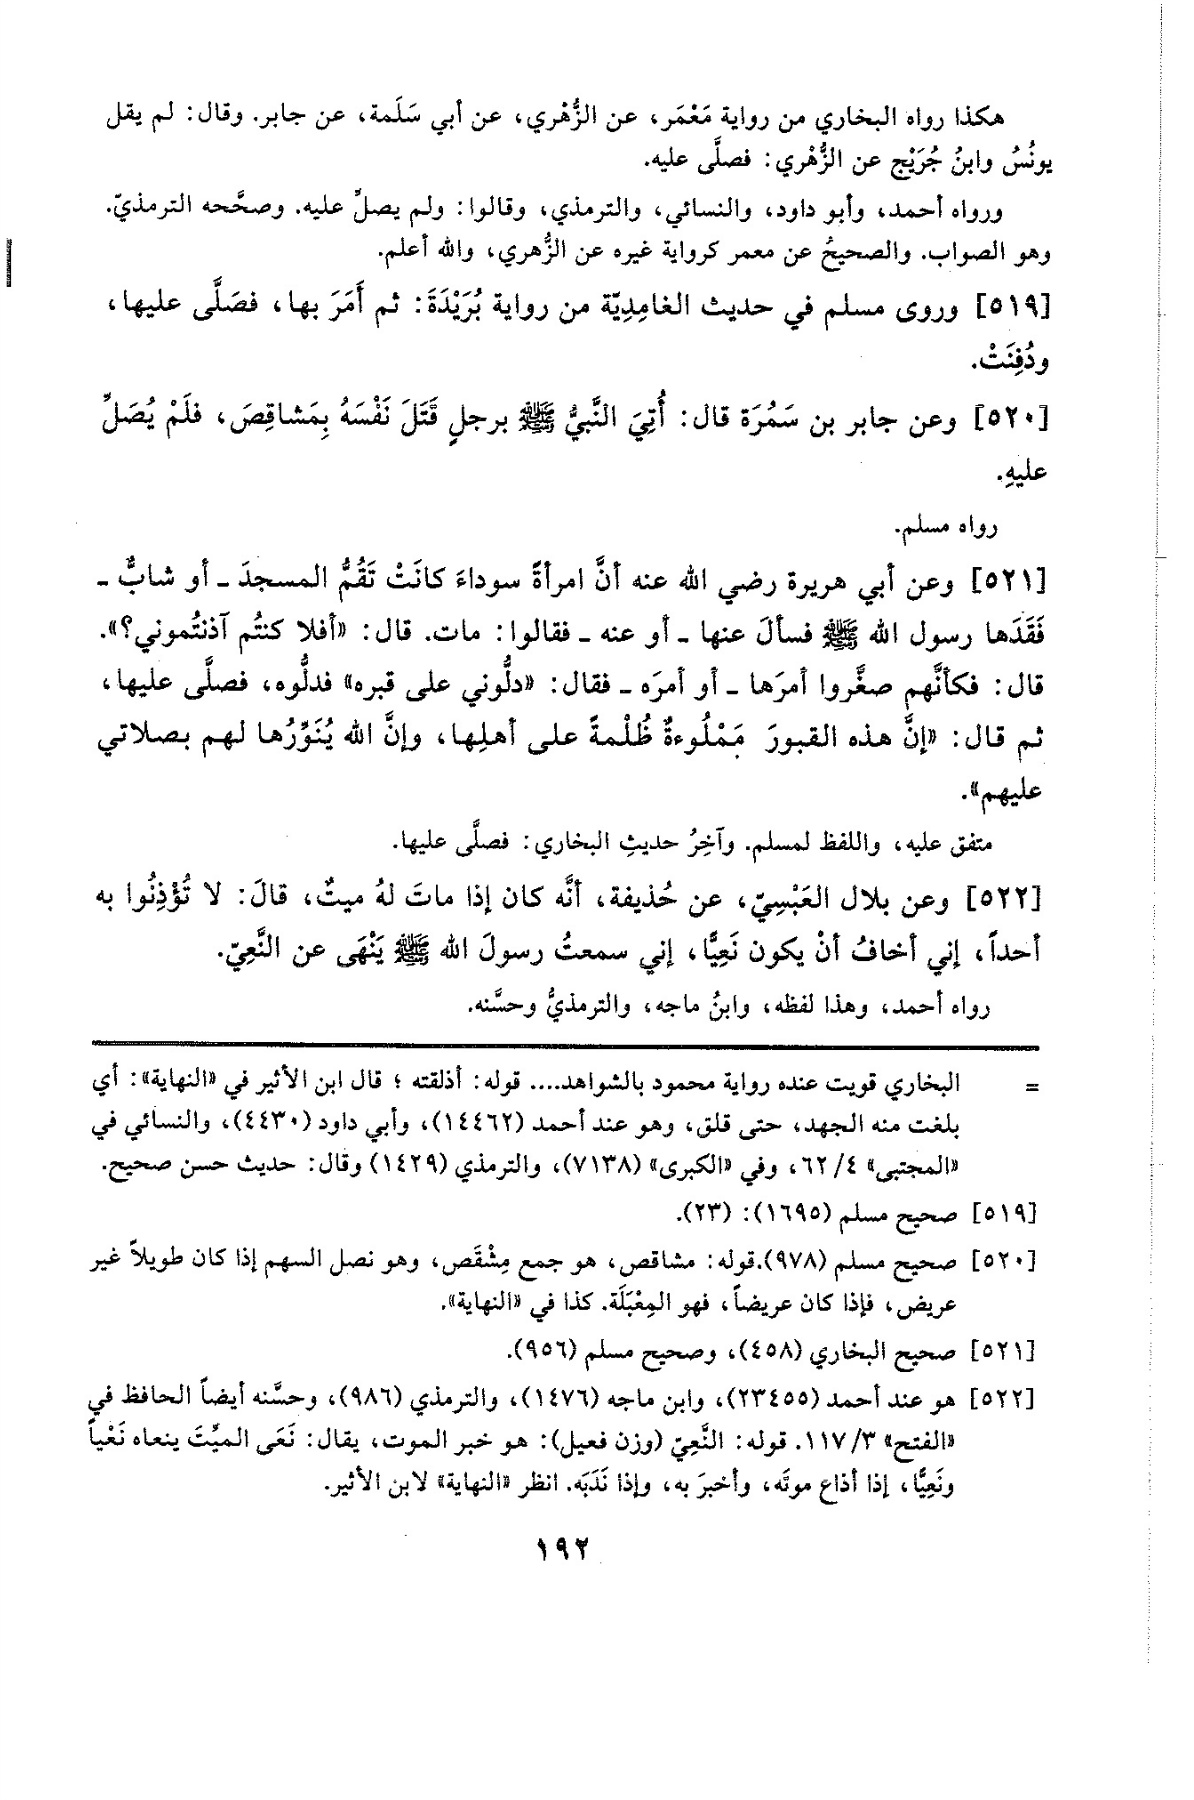 هكذا رواه البخاري من رواية مَعْمَر، عن الزُّهْري، عن أبي سَلَمة، عن جابر. وقال: لم يقل
يونُسُ وابنُ جُرَيْج عن الزُّهْري: فصلَّى عليه.
ورواه أحمد، وأبو داود، والنسائي، والترمذي، وقالوا: ولم يصلِّ عليه. وصحَّحه الترمذيّ.
وهو الصواب. والصحيحُ عن معمر كرواية غيره عن الزُّهري، والله أعلم.
[٥١٩] وروى مسلم في حديث الغامِدِيّة من رواية بُرَيْدَةَ: ثم أَمَرَ بها، فصَلَّى عليها،
ودُفِنَتْ.
[٥٢٠] وعن جابر بن سَمُرَة قال: أُتِيَ النَّبيُّ ﷺ برجلٍ قَتَلَ نَفْسَهُ بِمَشاقِصَ، فلَمْ يُصَلِّ
عليهِ.
رواه مسلم.
[٥٢١] وعن أبي هريرة رضي الله عنه أنَّ امرأةً سوداءَ كانَتْ تَقُمُّ المسجدَ ـ أو شابٌّ ـ
فَقَدَها رسول الله ﷺ فسألَ عنها ـ أو عنه ـ فقالوا: مات. قال: «أفلا كنتُم آذنتُموني؟».
قال: فكأنَّهم صغَّروا أمرَها ـ أو أمرَه ـ فقال: «دلُّوني على قبره» فدلُّوه، فصلَّى عليها،
ثم قال: «إنَّ هذه القبورَ مَمْلُوءةٌ ظُلْمةً على أهلِها، وإنَّ الله يُنَوِّرُها لهم بصلاتي
عليهم».
متفق عليه، واللفظ لمسلم. وآخِرُ حديثِ البخاري: فصلَّى عليها.
[٥٢٢] وعن بلال العَبْسِيّ، عن حُذيفة، أنَّه كان إذا ماتَ لهُ ميتٌ، قالَ: لا تُؤْذِنُوا به
أحداً، إني أخافُ أنْ يكون نَعِيًّا، إني سمعتُ رسولَ الله ﷺ يَنْهَى عن النَّعِيّ.
رواه أحمد، وهذا لفظه، وابنُ ماجه، والترمذيُّ وحسَّنه.
= البخاري قويت عنده رواية محمود بالشواهد.... قوله: أذلقته ؛ قال ابن الأثير في «النهاية»: أي
بلغت منه الجهد، حتى قلق، وهو عند أحمد (١٤٤٦٢)، وأبي داود (٤٤٣٠)، والنسائي في
«المجتبى» ٤/ ٦٢، وفي «الكبرى» (٧١٣٨)، والترمذي (١٤٢٩) وقال: حديث حسن صحيح.
[٥١٩] صحيح مسلم (١٦٩٥): (٢٣).
[٥٢٠] صحيح مسلم (٩٧٨).قوله: مشاقص، هو جمع مِشْقَص، وهو نصل السهم إذا كان طويلاً غير
عريض، فإذا كان عريضاً، فهو المِعْبَلَة. كذا في «النهاية».
[٥٢١] صحيح البخاري (٤٥٨)، وصحيح مسلم (٩٥٦).
[٥٢٢] هو عند أحمد (٢٣٤٥٥)، وابن ماجه (١٤٧٦)، والترمذي (٩٨٦)، وحسَّنه أيضاً الحافظ في
«الفتح» ٣/ ١١٧. قوله: النَّعِيّ (وزن فعيل): هو خبر الموت، يقال: نَعَى الميِّتَ ينعاه نَعْياً
ونَعِيًّا، إذا أذاع موتَه، وأخبرَ به، وإذا نَدَبَه. انظر «النهاية» لابن الأثير.
١٩٢